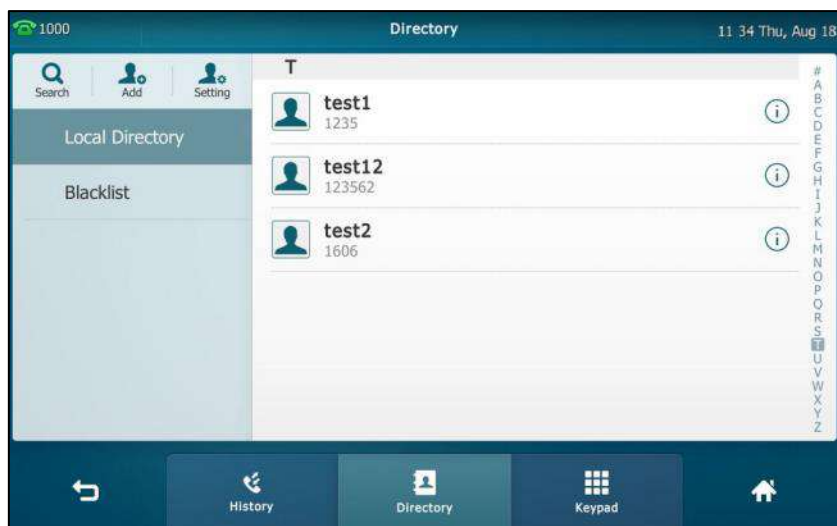 1000
Directory
11 34 Thu, Aug 18
Search
Add
Setting
Local Directory
Blacklist
T
test1
1235
test12
123562
test2
1606
#
A
B
C
D
E
F
G
H
I
J
K
L
M
N
O
P
Q
R
S
T
U
V
W
X
Y
Z
History
Directory
Keypad